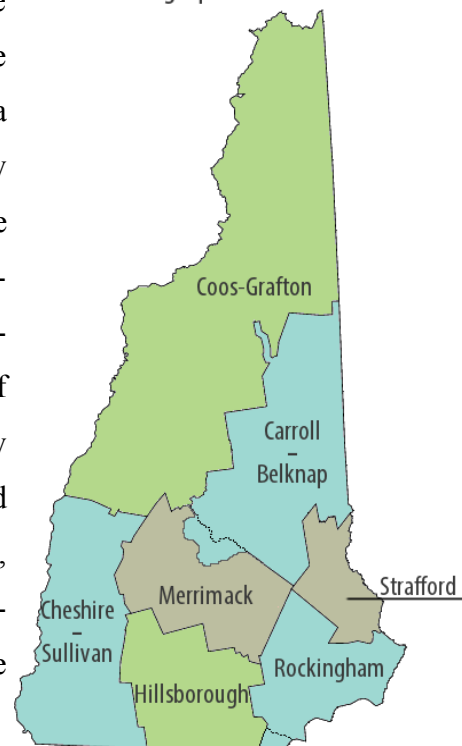 e
e
a
y
e
-
-
f
y
d
,
-
e
Coos-Grafton
Carroll
–
Belknap
Strafford
Merrimack
Cheshire
–
Sullivan
Rockingham
Hillsborough